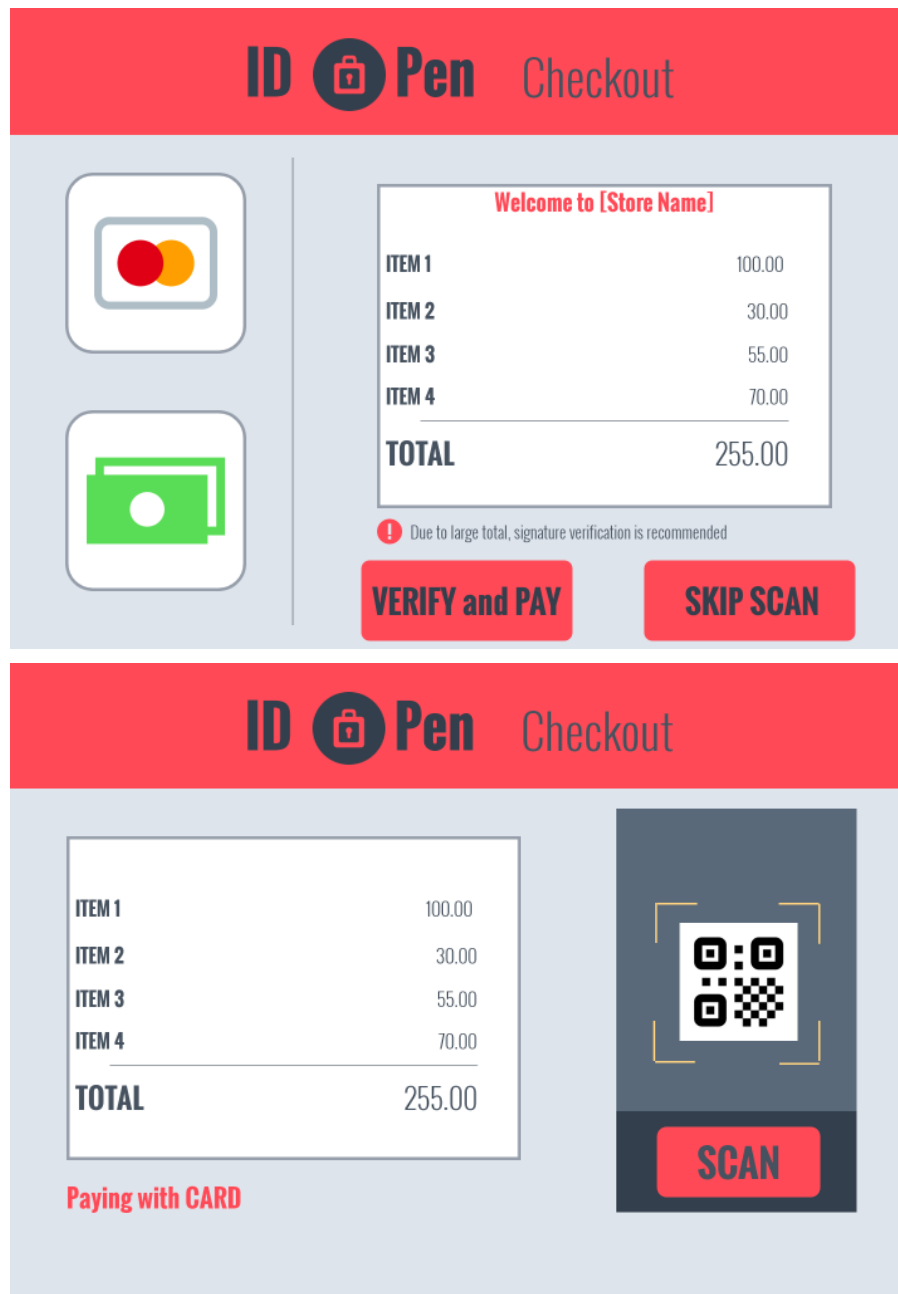 ID Pen Checkout
Welcome to [Store Name]
ITEM 1 100.00
ITEM 2 30.00
ITEM 3 55.00
ITEM 4 70.00
TOTAL 255.00
! Due to large total, signature verification is recommended
VERIFY and PAY SKIP SCAN
ID Pen Checkout
ITEM 1 100.00
ITEM 2 30.00
ITEM 3 55.00
ITEM 4 70.00
TOTAL 255.00
SCAN
Paying with CARD